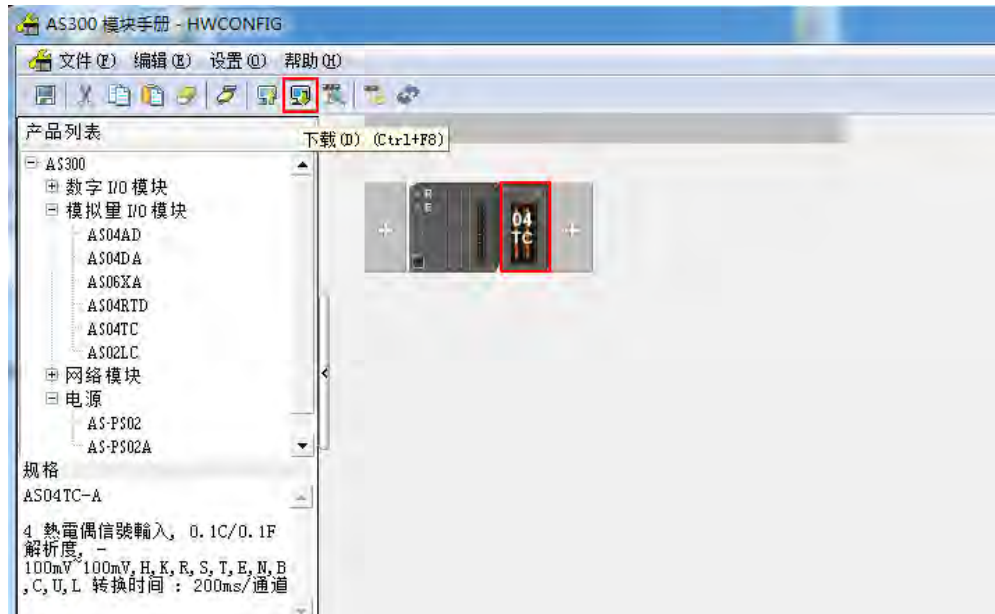 AS300 模块手册 - HWCONFIG
文件(F) 编辑(E) 设置(O) 帮助(H)
产品列表
下载(D) (Ctrl+F8)
AS300
数字 I/O 模块
模拟量 I/O 模块
AS04AD
AS04DA
AS06XA
AS04RTD
AS04TC
AS02LC
网络模块
电源
AS-PS02
AS-PS02A
R
E
04
TC
规格
AS04TC-A
4 熱電偶信號輸入, 0.1C/0.1F
解析度, -
100mV~100mV,H,K,R,S,T,E,N,B
,C,U,L 转换时间 : 200ms/通道